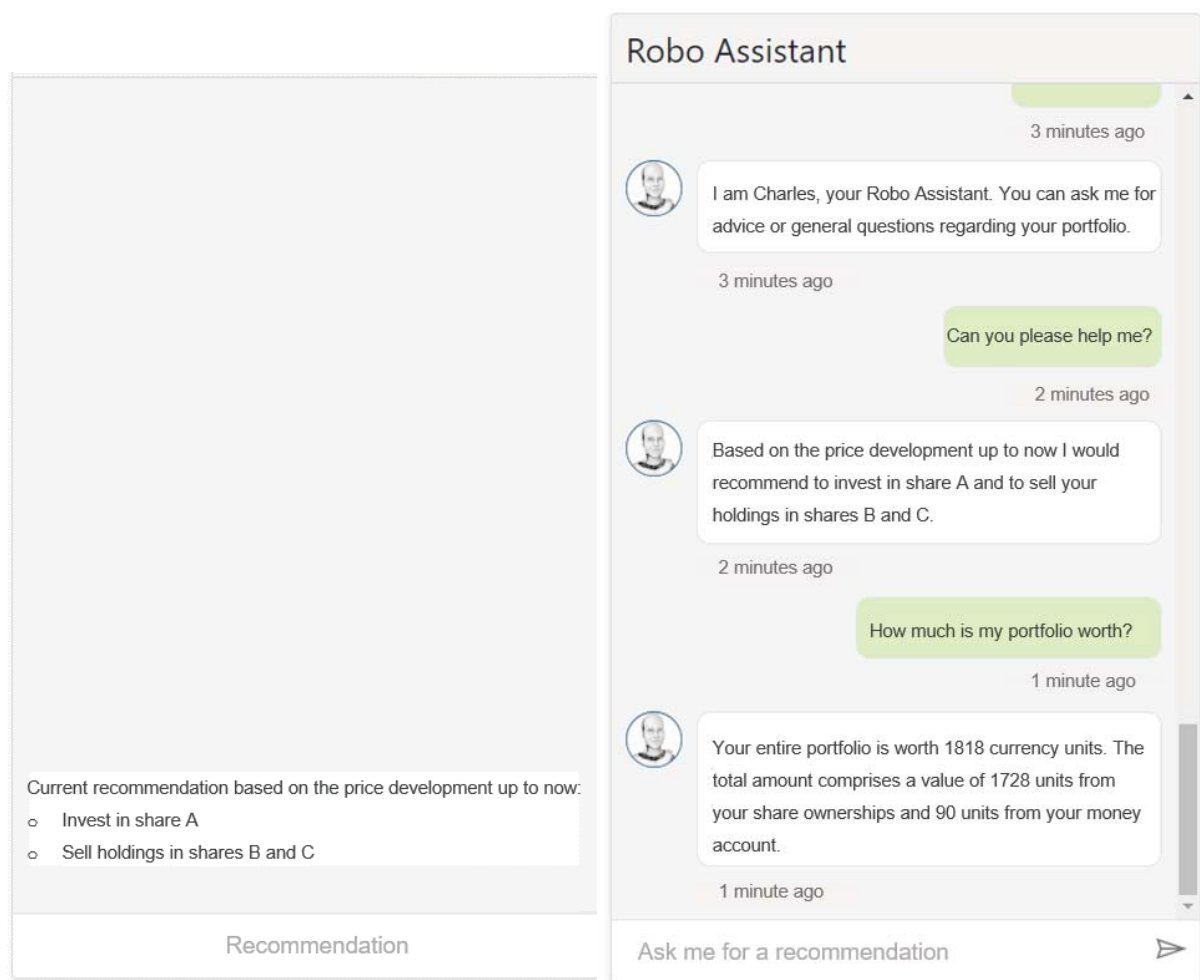 Current recommendation based on the price development up to now:
o Invest in share A
o Sell holdings in shares B and C
Recommendation
Robo Assistant
3 minutes ago
I am Charles, your Robo Assistant. You can ask me for
advice or general questions regarding your portfolio.
3 minutes ago
Can you please help me?
2 minutes ago
Based on the price development up to now I would
recommend to invest in share A and to sell your
holdings in shares B and C.
2 minutes ago
How much is my portfolio worth?
1 minute ago
Your entire portfolio is worth 1818 currency units. The
total amount comprises a value of 1728 units from
your share ownerships and 90 units from your money
account.
1 minute ago
Ask me for a recommendation